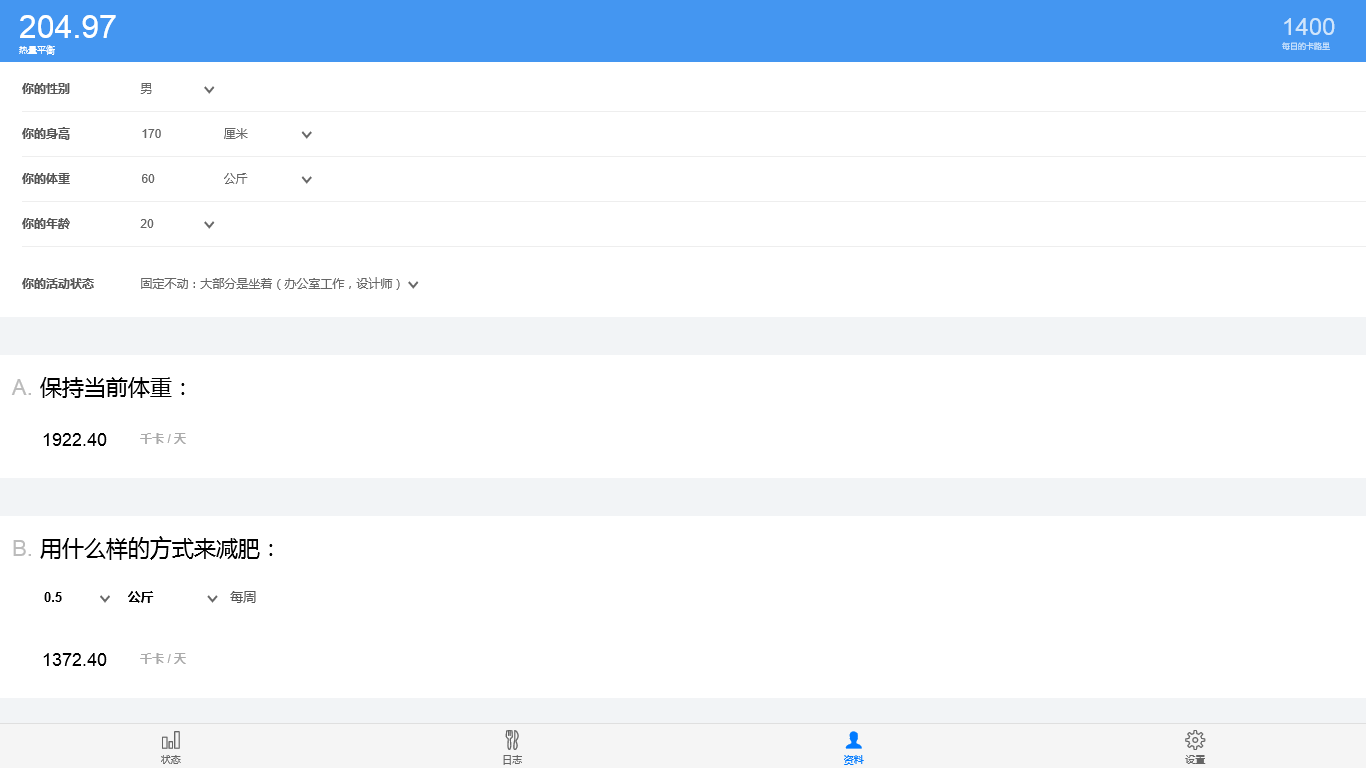 204.97
热量平衡
1400
每日的卡路里
你的性别 男
你的身高 170 厘米
你的体重 60 公斤
你的年龄 20
你的活动状态 固定不动：大部分是坐着（办公室工作，设计师）
A. 保持当前体重：
1922.40 千卡 / 天
B. 用什么样的方式来减肥：
0.5 公斤 每周
1372.40 千卡 / 天
状态 日志 资料 设置